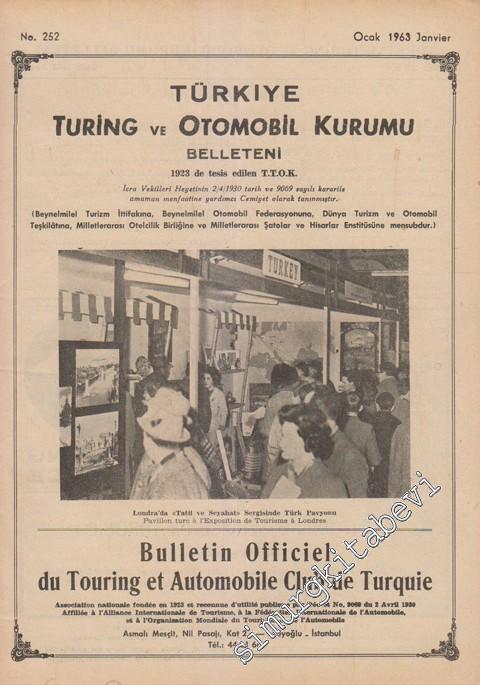 No. 252
Ocak 1963 Janvier
TÜRKİYE
TURİNG VE OTOMOBİL KURUMU
BELLETENİ
1923 de tesis edilen T.T.O.K.
İcra Vekilleri Heyetinin 2/4/1930 tarih ve 9069 sayılı kararile
amumun menfaatine yardımcı Cemiyet olarak tanınmıştır.
(Beynelmilel Turizm İttifakına, Beynelmilel Otomobil Federasyonuna, Dünya Turizm ve Otomobil
Teşkilâtına, Milletlerarası Otelcilik Birliğine ve Milletlerarası Şatolar ve Hisarlar Enstitüsüne mensubdur.)
TURKEY
Londra'da «Tatil ve Seyahat» Sergisinde Türk Pavyonu
Pavillon turc à l'Exposition de Tourisme à Londres
Bulletin Officiel
du Touring et Automobile Club de Turquie
Association nationale fondée en 1923 et reconnue d'utilité publique No. 9069 du 2 Avril 1930
Affiliée à l'Alliance Internationale de Tourisme, à la Fédération Internationale de l'Automobile,
et à l'Organisation Mondiale du Tourisme l'Automobile
Asmalı Mesçit, Nil Pasajı, Kat Beyoğlu - İstanbul
Tél.: 44
simurgkitabevi.com